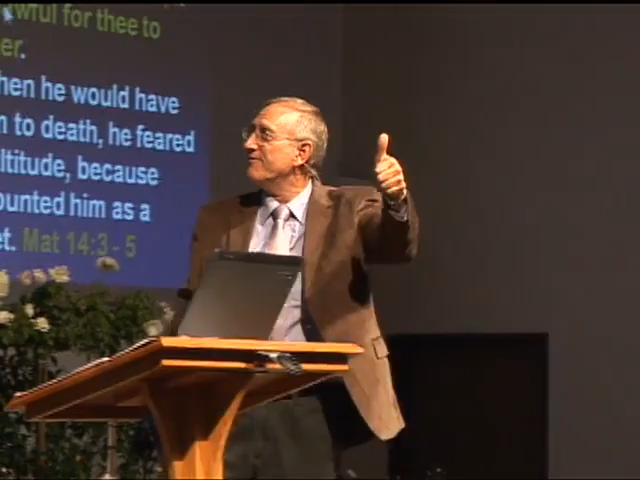 wful for thee to
er.
hen he would have
m to death, he feared
ltitude, because
ounted him as a
et. Mat 14:3 - 5